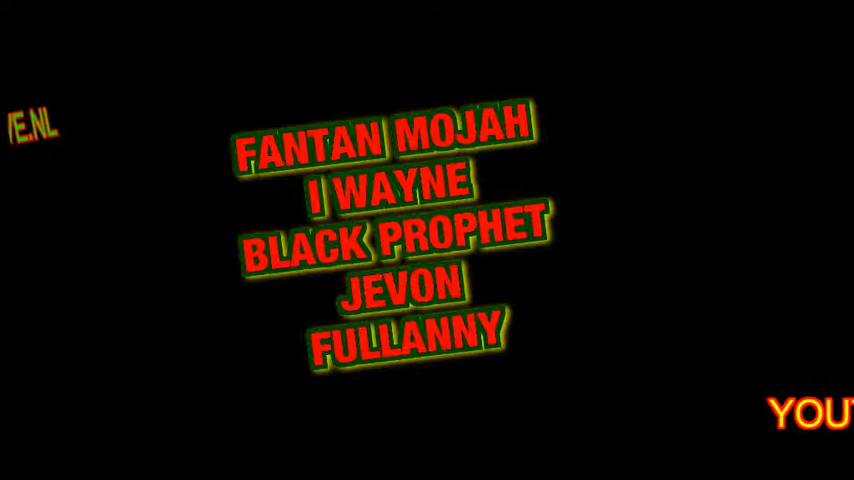 E.NL
FANTAN MOJAH
I WAYNE
BLACK PROPHET
JEVON
FULLANNY
YOU